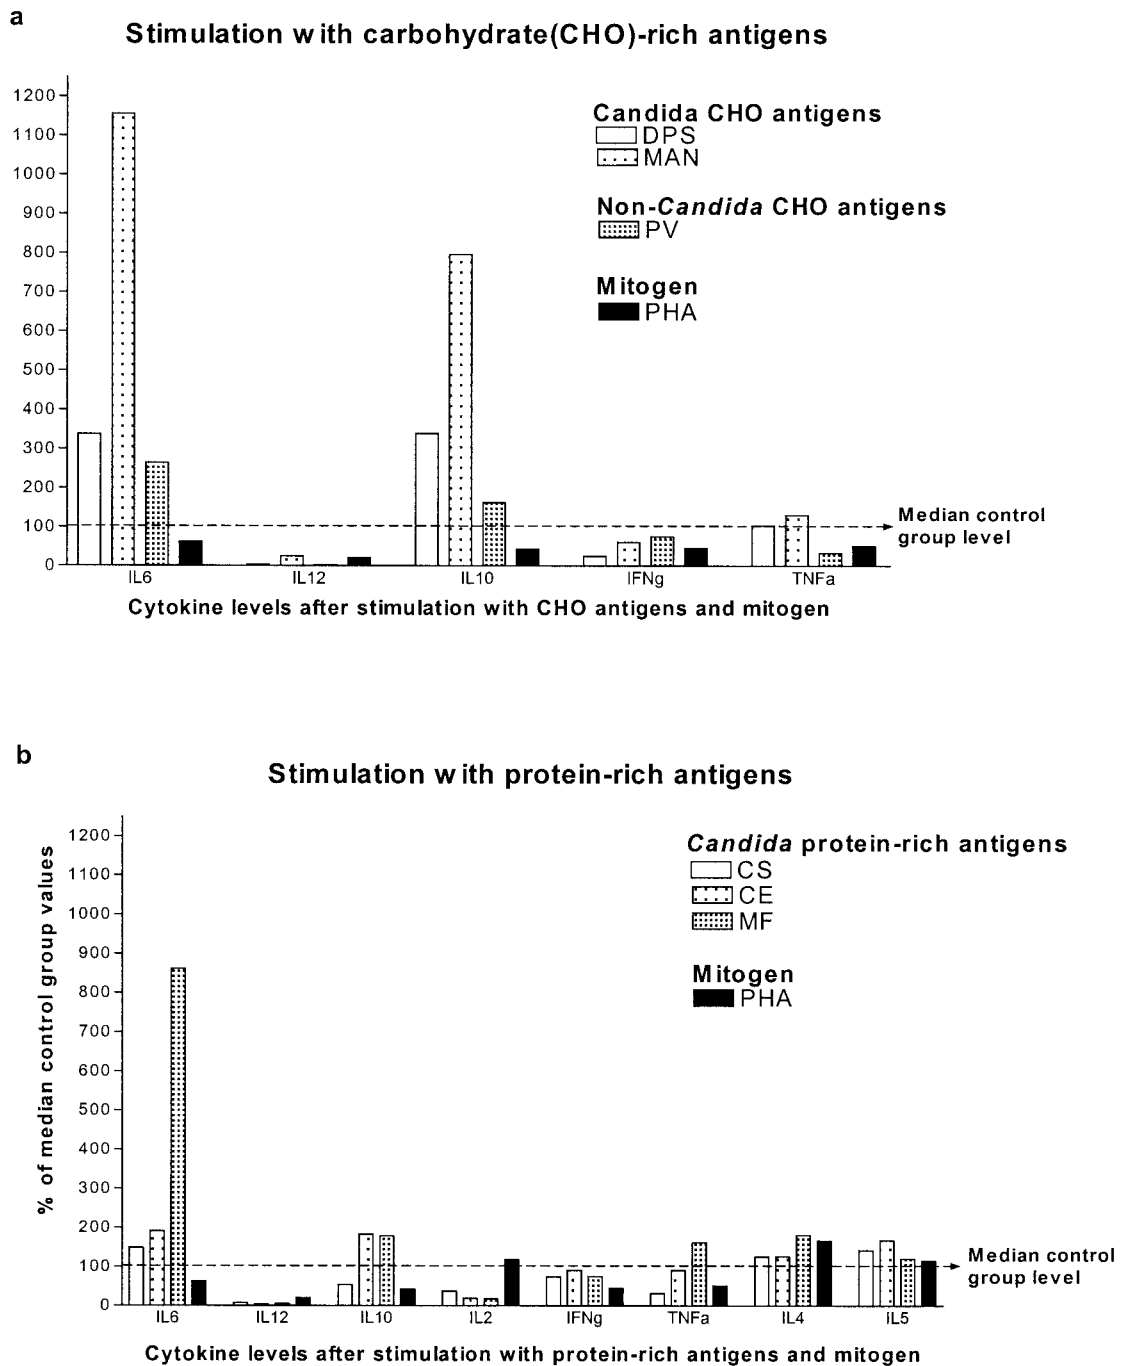 a
Stimulation with carbohydrate(CHO)-rich antigens
1200
1100
1000
900
800
700
600
500
400
300
200
100
0
Candida CHO antigens
DPS
MAN
Non-Candida CHO antigens
PV
Mitogen
PHA
Median control
group level
IL6 IL12 IL10 IFNg TNFa
Cytokine levels after stimulation with CHO antigens and mitogen
b
Stimulation with protein-rich antigens
% of median control group values
1200
1100
1000
900
800
700
600
500
400
300
200
100
0
Candida protein-rich antigens
CS
CE
MF
Mitogen
PHA
Median control
group level
IL6 IL12 IL10 IL2 IFNg TNFa IL4 IL5
Cytokine levels after stimulation with protein-rich antigens and mitogen